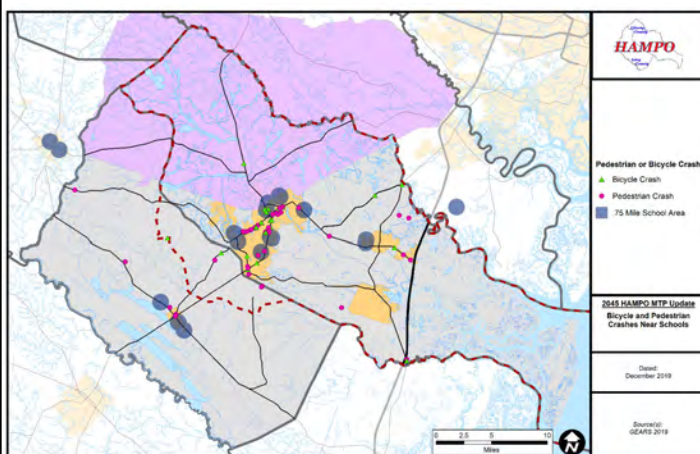 HAMPO
Pedestrian or Bicycle Crash
Bicycle Crash
Pedestrian Crash
.75 Mile School Area
2045 HAMPO MTP Update
Bicycle and Pedestrian
Crashes Near Schools
Dated:
December 2019
Source(s):
GEARS 2019
0 2.5 5 10
Miles
N